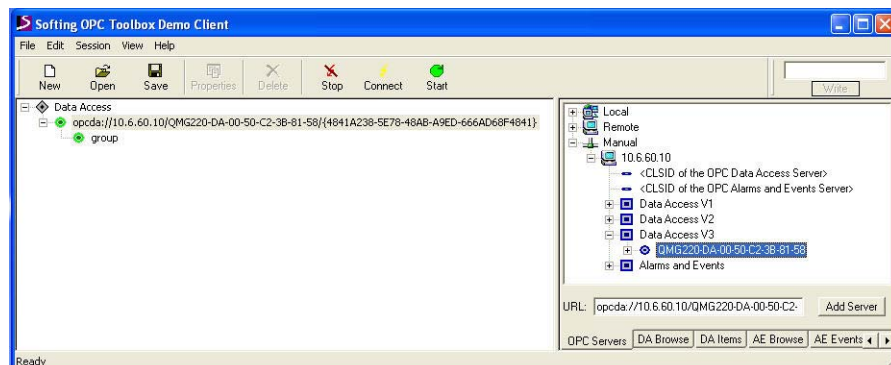 Softing OPC Toolbox Demo Client
File Edit Session View Help
New Open Save Properties Delete Stop Connect Start
Write
Data Access
opcda://10.6.60.10/QMG220-DA-00-50-C2-3B-81-58/{4841A238-5E78-48AB-A9ED-666AD68F4841}
group
Local
Remote
Manual
10.6.60.10
<CLSID of the OPC Data Access Server>
<CLSID of the OPC Alarms and Events Server>
Data Access V1
Data Access V2
Data Access V3
QMG220-DA-00-50-C2-3B-81-58
Alarms and Events
URL: opcda://10.6.60.10/QMG220-DA-00-50-C2- Add Server
OPC Servers DA Browse DA Items AE Browse AE Events
Ready